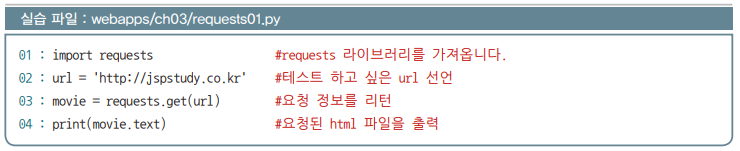 실습 파일 : webapps/ch03/requests01.py
01 : import requests #requests 라이브러리를 가져옵니다.
02 : url = 'http://jspstudy.co.kr' #테스트 하고 싶은 url 선언
03 : movie = requests.get(url) #요청 정보를 리턴
04 : print(movie.text) #요청된 html 파일을 출력